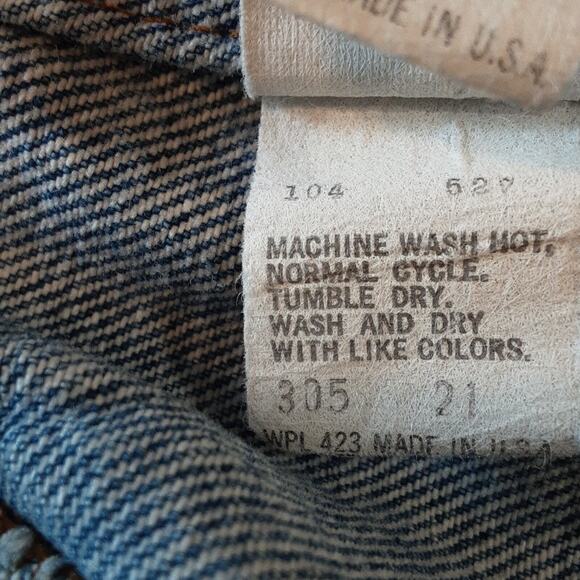 MADE IN U.S.A.
104 527
MACHINE WASH HOT,
NORMAL CYCLE.
TUMBLE DRY.
WASH AND DRY
WITH LIKE COLORS.
305 21
WPL 423 MADE IN U.S.A